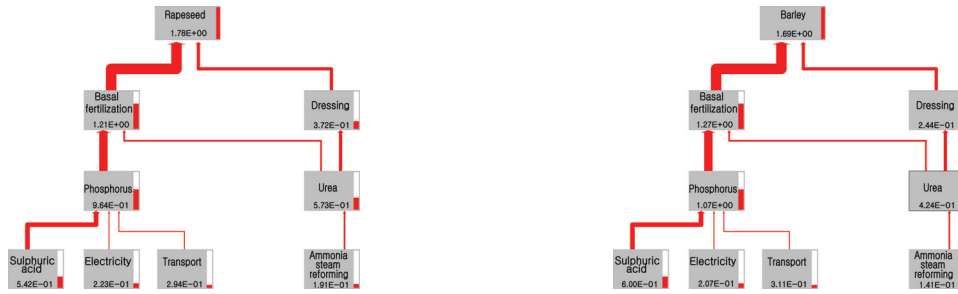 Rapeseed
1.78E+00
Barley
1.69E+00
Basal
fertilization
1.21E+00
Dressing
3.72E-01
Basal
fertilization
1.27E+00
Dressing
2.44E-01
Phosphorus
9.64E-01
Urea
5.73E-01
Phosphorus
1.07E+00
Urea
4.24E-01
Sulphuric
acid
5.42E-01
Electricity
2.23E-01
Transport
2.94E-01
Ammonia
steam
reforming
1.91E-01
Sulphuric
acid
6.00E-01
Electricity
2.07E-01
Transport
3.11E-01
Ammonia
steam
reforming
1.41E-01